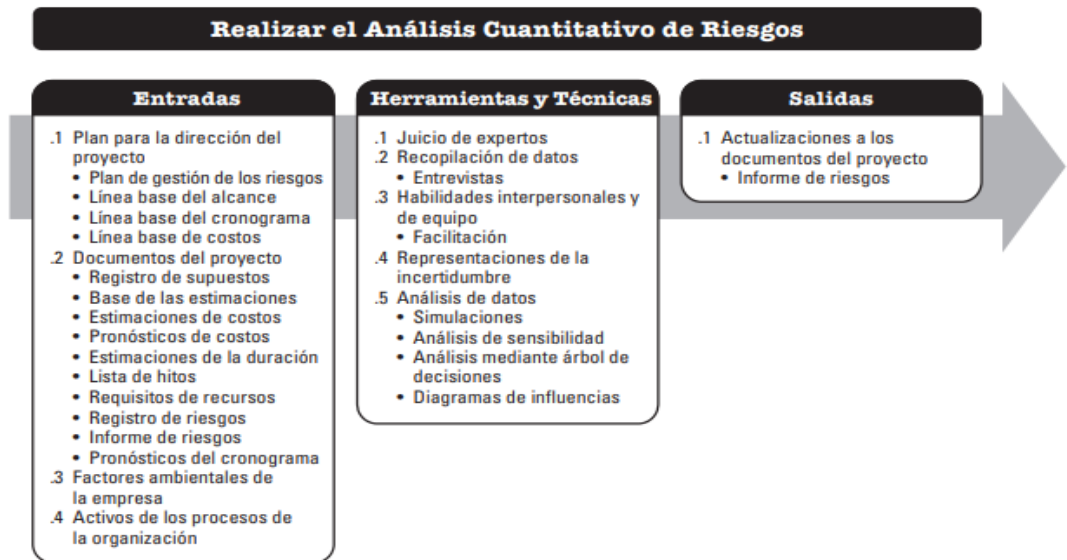 Realizar el Análisis Cuantitativo de Riesgos
Entradas
.1 Plan para la dirección del
proyecto
• Plan de gestión de los riesgos
• Línea base del alcance
• Línea base del cronograma
• Línea base de costos
.2 Documentos del proyecto
• Registro de supuestos
• Base de las estimaciones
• Estimaciones de costos
• Pronósticos de costos
• Estimaciones de la duración
• Lista de hitos
• Requisitos de recursos
• Registro de riesgos
• Informe de riesgos
• Pronósticos del cronograma
.3 Factores ambientales de
la empresa
.4 Activos de los procesos de
la organización
Herramientas y Técnicas
.1 Juicio de expertos
.2 Recopilación de datos
• Entrevistas
.3 Habilidades interpersonales y
de equipo
• Facilitación
.4 Representaciones de la
incertidumbre
.5 Análisis de datos
• Simulaciones
• Análisis de sensibilidad
• Análisis mediante árbol de
decisiones
• Diagramas de influencias
Salidas
.1 Actualizaciones a los
documentos del proyecto
• Informe de riesgos